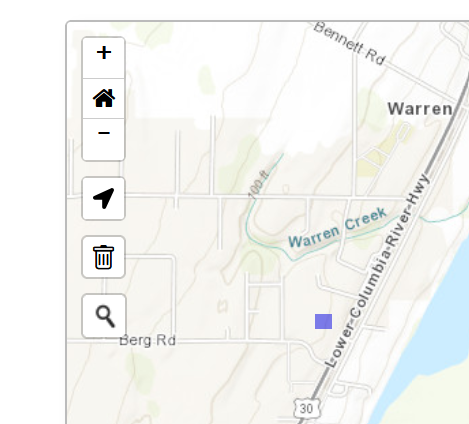 Bennett Rd
+
Warren
−
100 ft
Warren Creek
Lower-Columbia-River-Hwy
Berg Rd
30